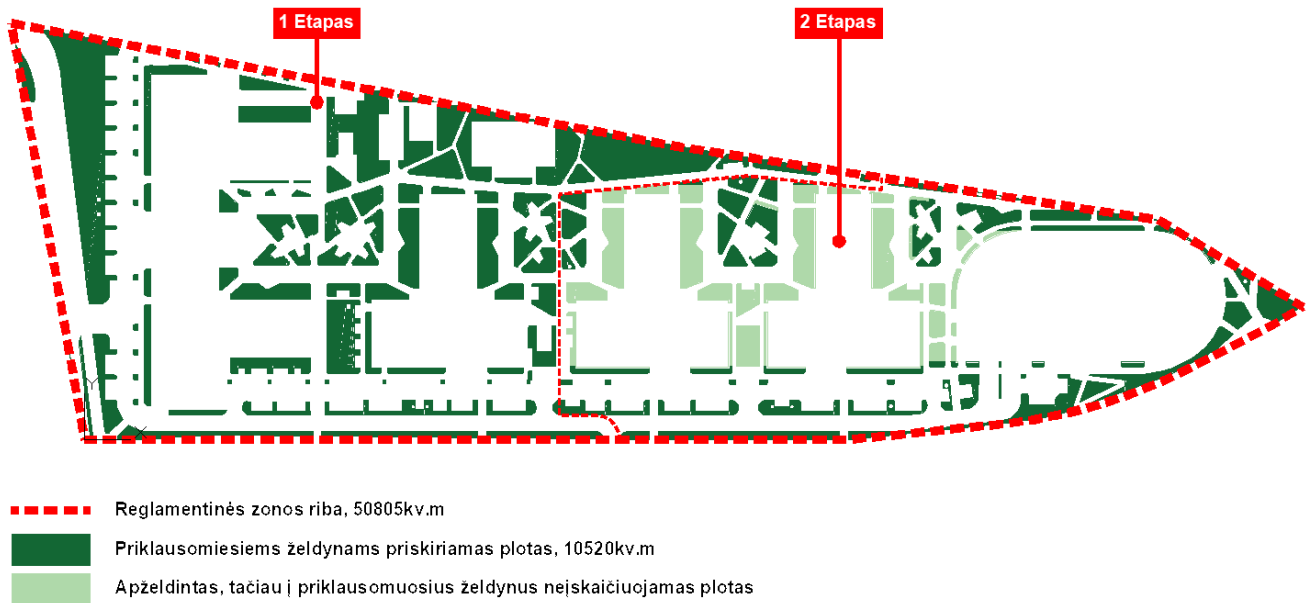 1 Etapas
2 Etapas
Reglamentinės zonos riba, 50805kv.m
Priklausomiesiems želdynams priskiriamas plotas, 10520kv.m
Apželdintas, tačiau į priklausomuosius želdynus neįskaičiuojamas plotas